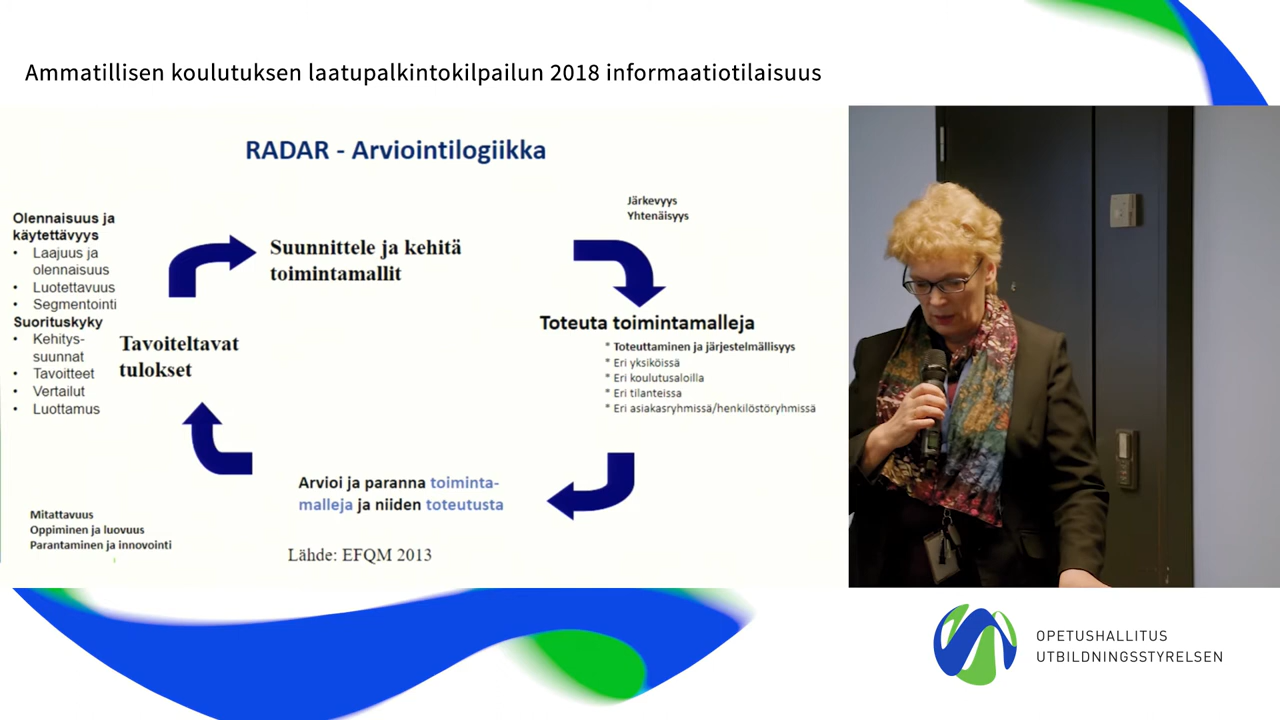 Ammatillisen koulutuksen laatupalkintokilpailun 2018 informaatiotilaisuus
RADAR - Arviointilogiikka
Olennaisuus ja
käytettävyys
• Laajuus ja
olennaisuus
• Luotettavuus
• Segmentointi
Suorituskyky
• Kehitys-
suunnat
• Tavoitteet
• Vertailut
• Luottamus
Tavoiteltavat
tulokset
Suunnittele ja kehitä
toimintamallit
Järkevyys
Yhtenäisyys
Toteuta toimintamalleja
* Toteuttaminen ja järjestelmällisyys
* Eri yksiköissä
* Eri koulutusaloilla
* Eri tilanteissa
* Eri asiakasryhmissä/henkilöstöryhmissä
Arvioi ja paranna toiminta-
malleja ja niiden toteutusta
Mitattavuus
Oppiminen ja luovuus
Parantaminen ja innovointi
Lähde: EFQM 2013
OPETUSHALLITUS
UTBILDNINGSSTYRELSEN